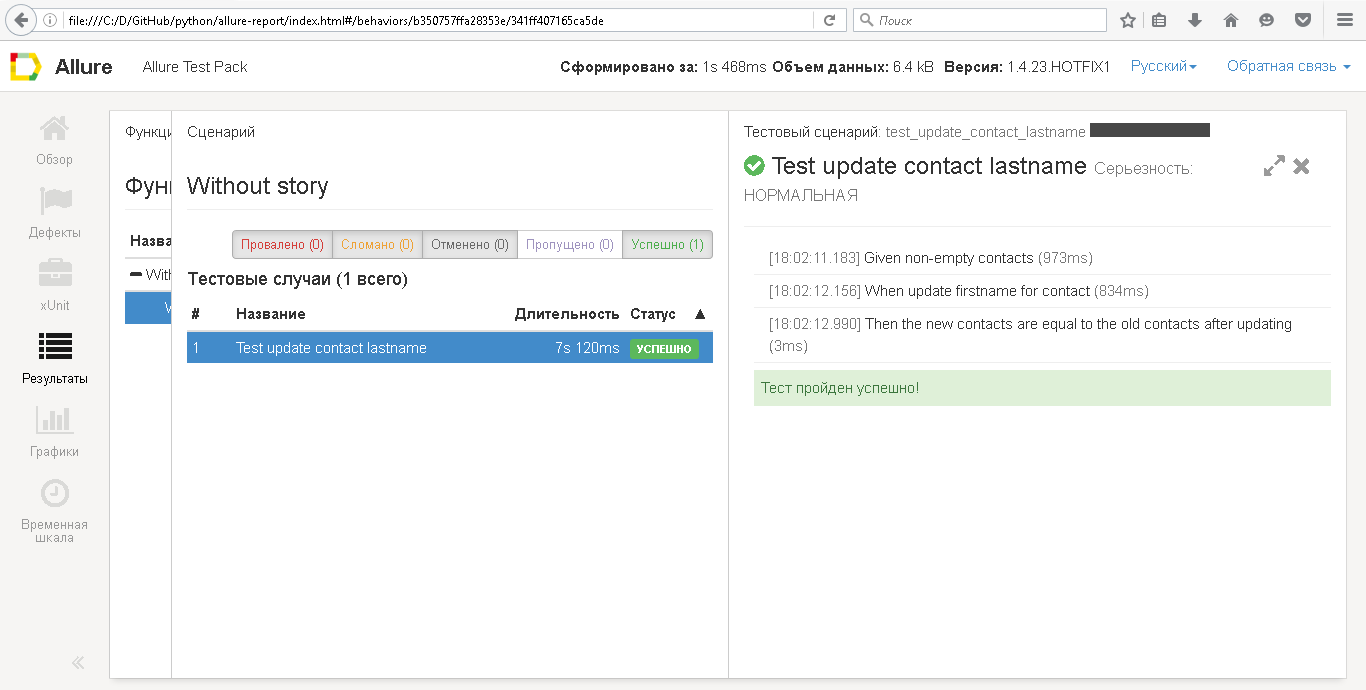 file:///C:/D/GitHub/python/allure-report/index.html#/behaviors/b350757ffa28353e/341ff407165ca5de
Поиск
Allure
Allure Test Pack
Сформировано за: 1s 468ms Объем данных: 6.4 kB Версия: 1.4.23.HOTFIX1
Русский
Обратная связь
Обзор
Дефекты
xUnit
Результаты
Графики
Временная
шкала
Функци
Фун
Назва
With
Сценарий
Without story
Провалено (0) Сломано (0) Отменено (0) Пропущено (0) Успешно (1)
Тестовые случаи (1 всего)
# Название Длительность Статус ▲
1 Test update contact lastname 7s 120ms УСПЕШНО
Тестовый сценарий: test_update_contact_lastname
Test update contact lastname Серьезность:
НОРМАЛЬНАЯ
[18:02:11.183] Given non-empty contacts (973ms)
[18:02:12.156] When update firstname for contact (834ms)
[18:02:12.990] Then the new contacts are equal to the old contacts after updating
(3ms)
Тест пройден успешно!